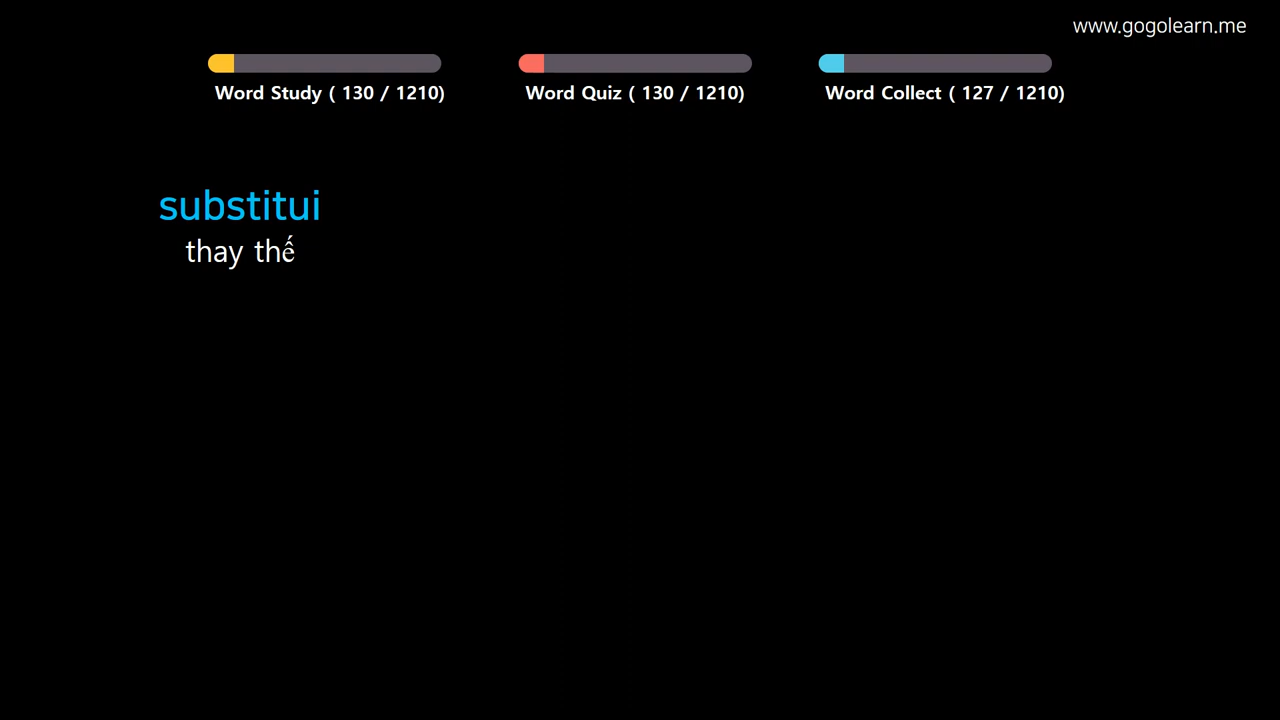 www.gogolearn.me
Word Study ( 130 / 1210)
Word Quiz ( 130 / 1210)
Word Collect ( 127 / 1210)
substitui
thay thế